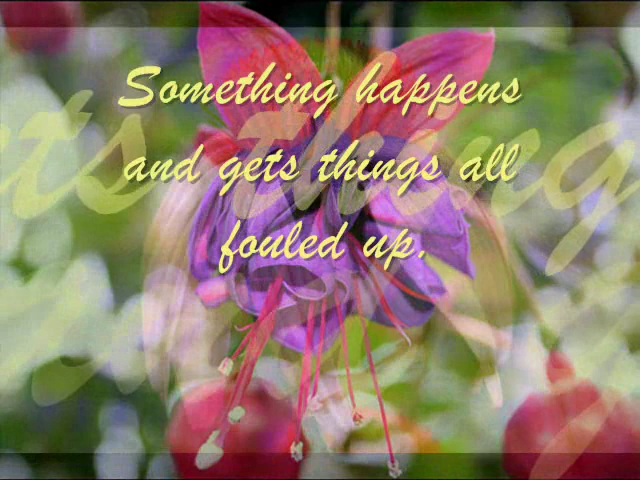 Something happens
and gets things all
fouled up.